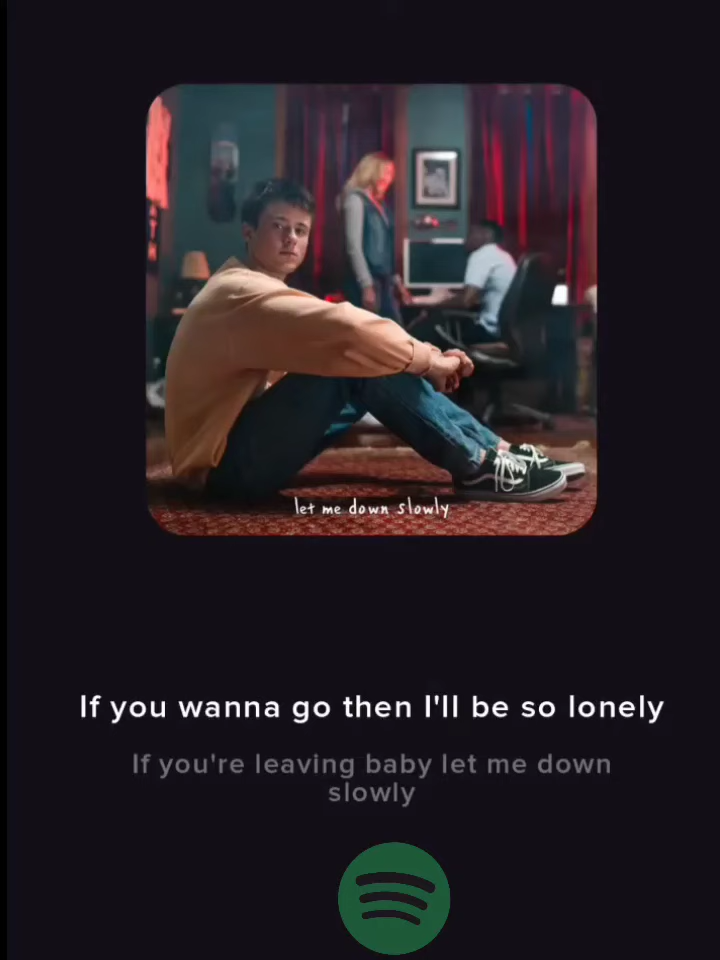 let me down slowly
If you wanna go then I'll be so lonely
If you're leaving baby let me down
slowly